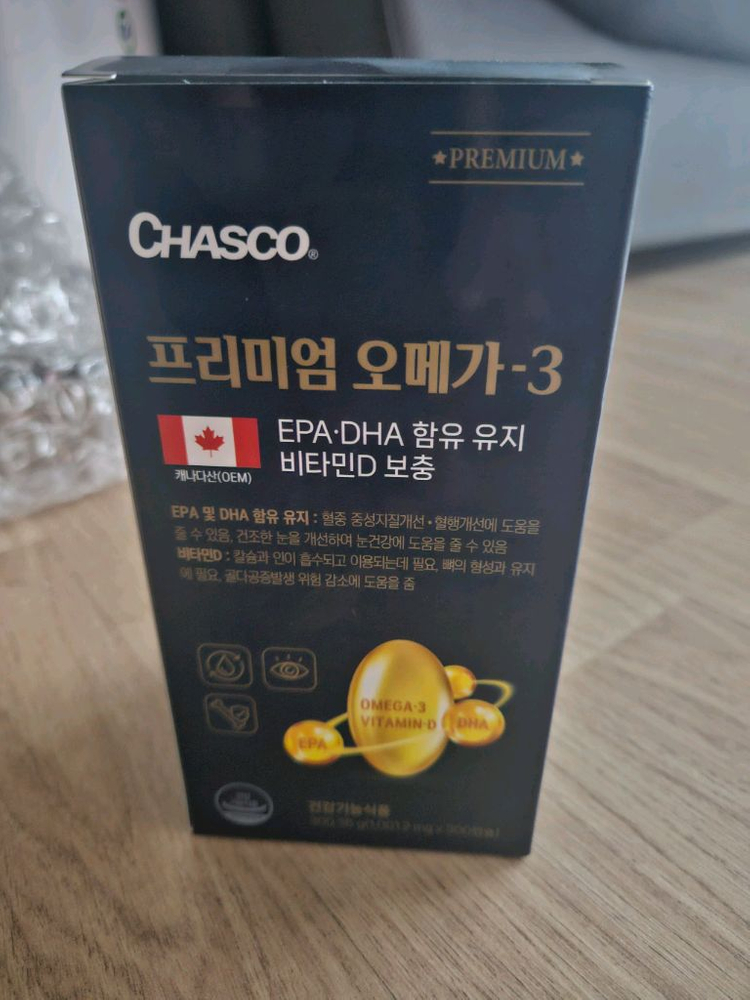 ★PREMIUM★
CHASCO®
프리미엄 오메가-3
캐나다산(OEM)
EPA·DHA 함유 유지
비타민D 보충
EPA 및 DHA 함유 유지 : 혈중 중성지질개선•혈행개선에 도움을
줄 수 있음, 건조한 눈을 개선하여 눈건강에 도움을 줄 수 있음
비타민D : 칼슘과 인이 흡수되고 이용되는데 필요, 뼈의 형성과 유지
에 필요, 골다공증발생 위험 감소에 도움을 줌
OMEGA-3
VITAMIN-D
DHA
EPA
건강기능식품